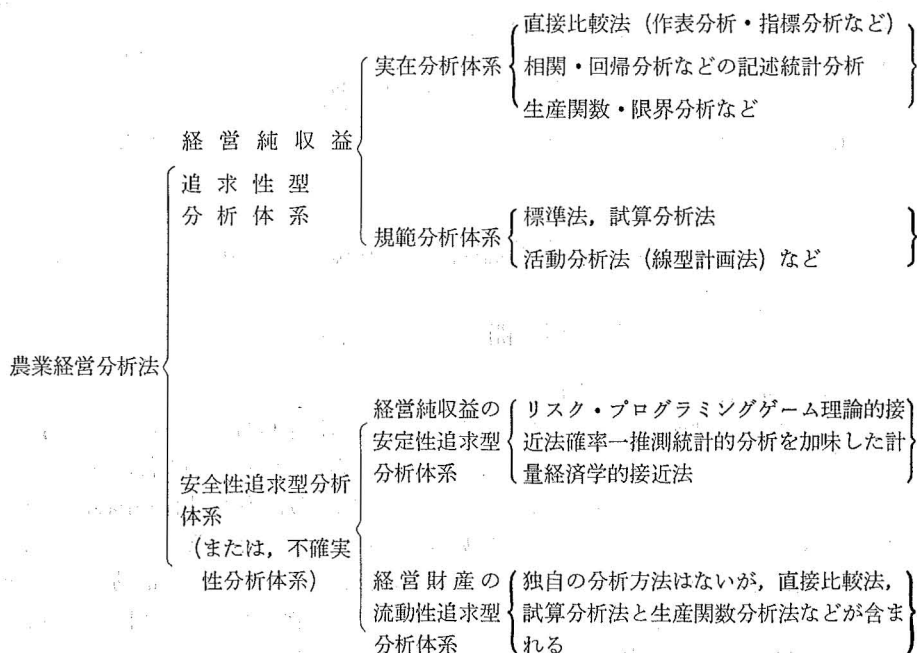 農業経営分析法
経営純収益
追求性型
分析体系
実在分析体系
直接比較法（作表分析・指標分析など）
相関・回帰分析などの記述統計分析
生産関数・限界分析など
規範分析体系
標準法，試算分析法
活動分析法（線型計画法）など
安全性追求型分析
体系
（または，不確実
性分析体系）
経営純収益の
安定性追求型
分析体系
リスク・プログラミングゲーム理論的接
近法確率一推測統計的分析を加味した計
量経済学的接近法
経営財産の
流動性追求型
分析体系
独自の分析方法はないが，直接比較法，
試算分析法と生産関数分析法などが含ま
れる